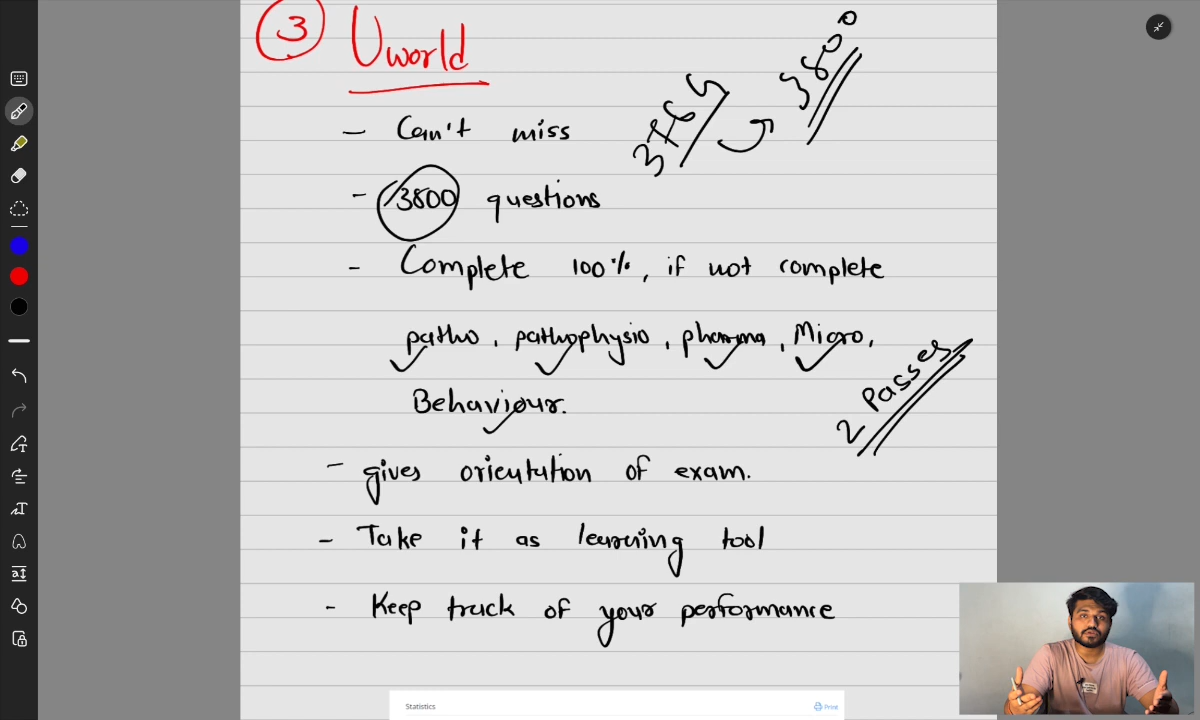 3 Uworld
3800
- Can't miss
- 3800 questions
- Complete 100%, if not complete
patho, pathophysio, pharma, Micro,
Behaviour.
2 Passes
- gives orientation of exam.
- Take it as learning tool
- Keep track of your performance
Statistics
Print